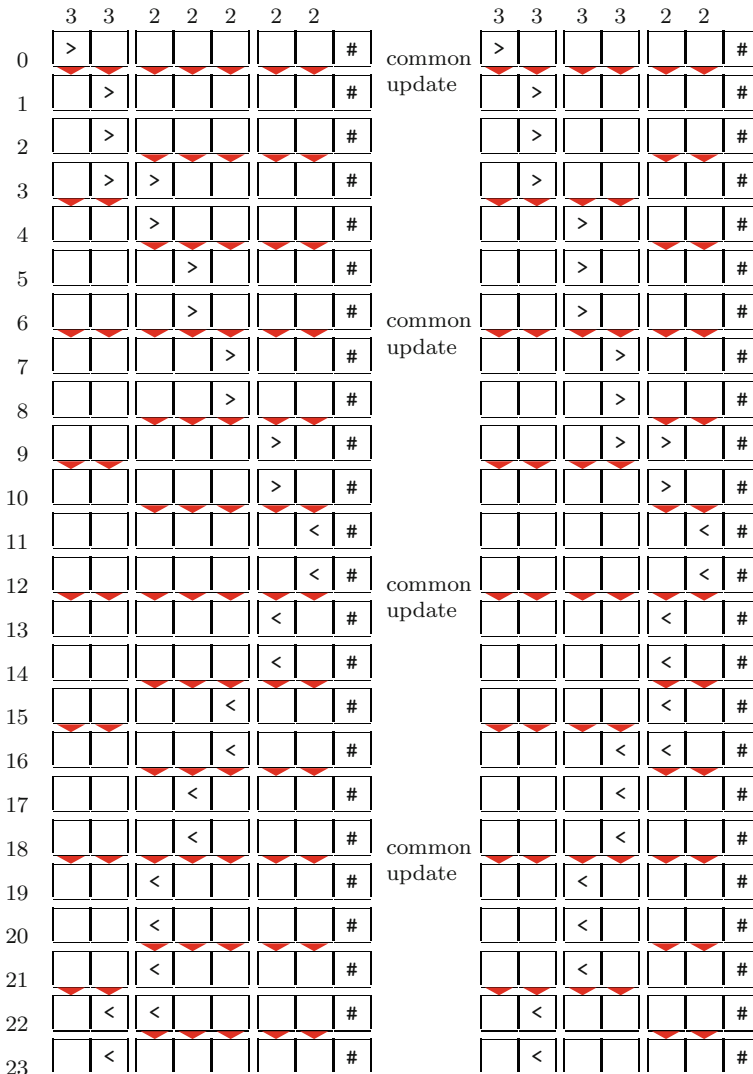 3 3 2 2 2 2 2 3 3 3 3 2 2
0 > # common > #
1 > # update > #
2 > # > #
3 > > # > #
4 > # > #
5 > # > #
6 > # common > #
7 > # update > #
8 > # > #
9 > # > > #
10 > # > #
11 < # < #
12 < # common < #
13 < # update < #
14 < # < #
15 < # < #
16 < # < < #
17 < # < #
18 < # common < #
19 < # update < #
20 < # < #
21 < # < #
22 < < # < #
23 < # < #